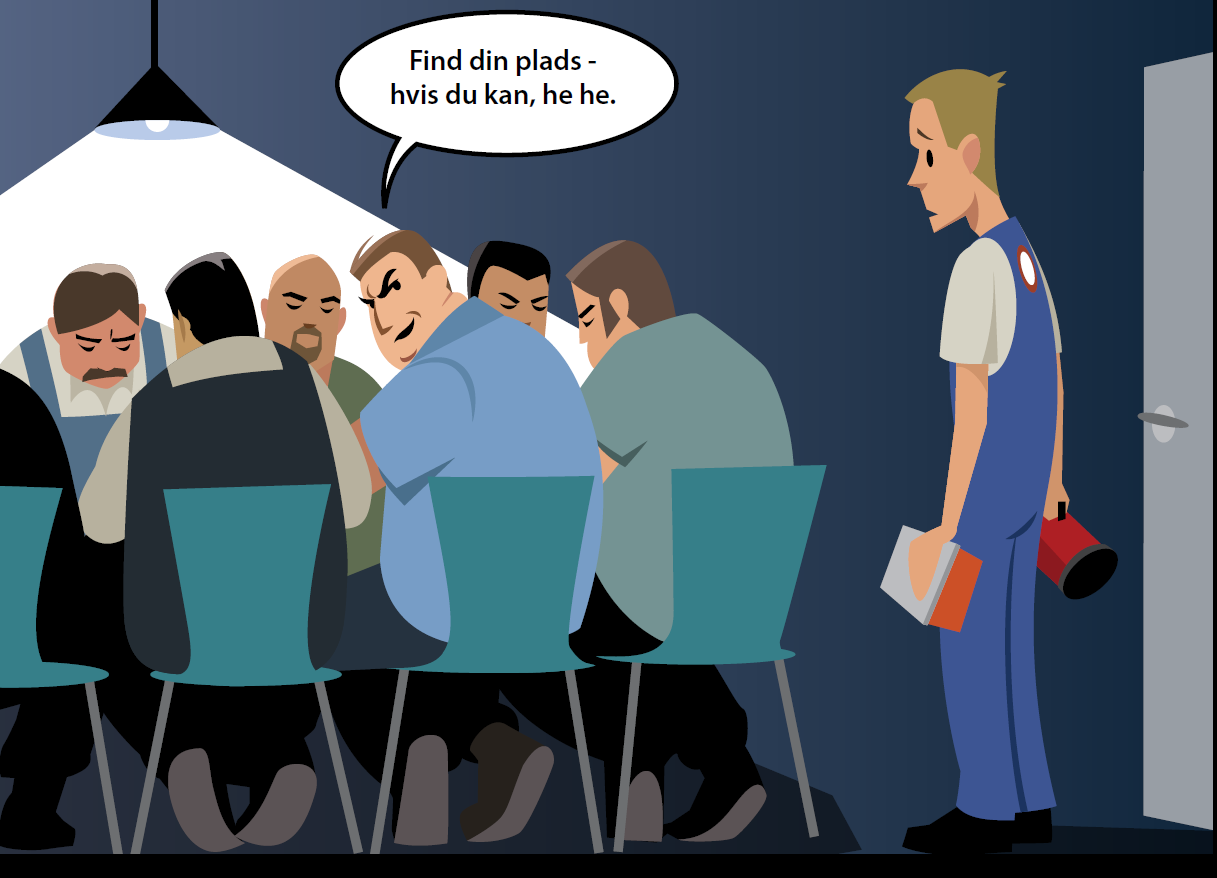 Find din plads -
hvis du kan, he he.